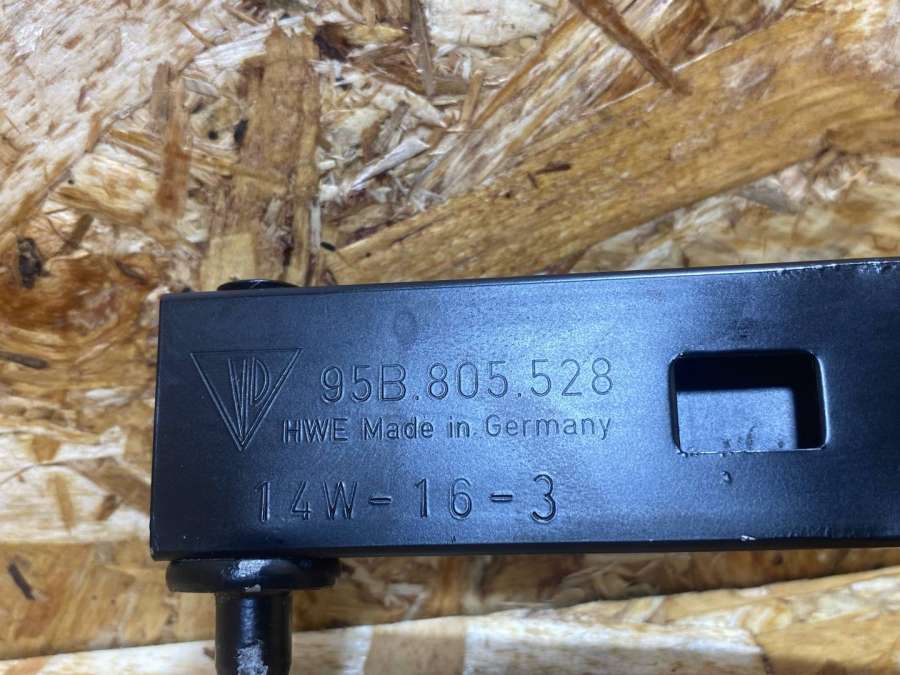 95B.805.528
HWE Made in Germany
14W-16-3